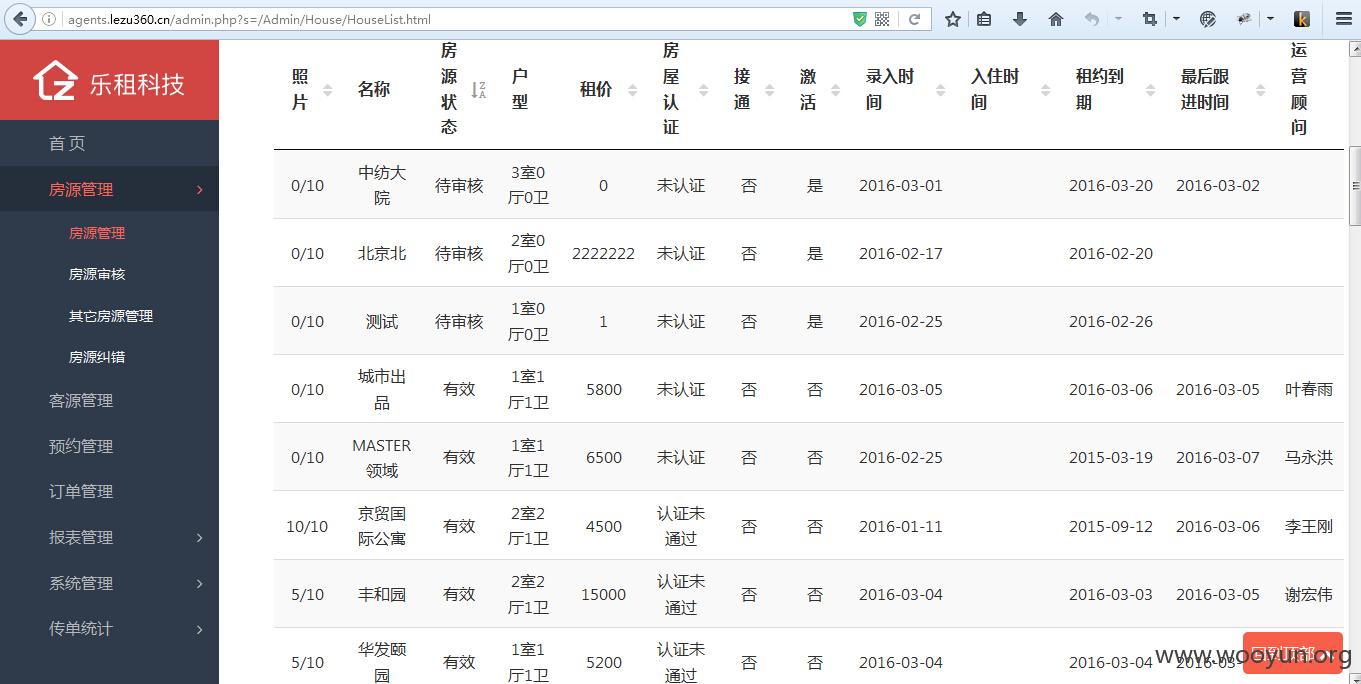 agents.lezu360.cn/admin.php?s=/Admin/House/HouseList.html
乐租科技
首页
房源管理
房源管理
房源审核
其它房源管理
房源纠错
客源管理
预约管理
订单管理
报表管理
系统管理
传单统计
照片 名称 房源状态 户型 租价 房屋认证 接通 激活 录入时间 入住时间 租约到期 最后跟进时间 运营顾问
0/10 中纺大院 待审核 3室0厅0卫 0 未认证 否 是 2016-03-01 2016-03-20 2016-03-02
0/10 北京北 待审核 2室0厅0卫 2222222 未认证 否 是 2016-02-17 2016-02-20
0/10 测试 待审核 1室0厅0卫 1 未认证 否 是 2016-02-25 2016-02-26
0/10 城市出品 有效 1室1厅1卫 5800 未认证 否 否 2016-03-05 2016-03-06 2016-03-05 叶春雨
0/10 MASTER领域 有效 1室1厅1卫 6500 未认证 否 否 2016-02-25 2015-03-19 2016-03-07 马永洪
10/10 京贸国际公寓 有效 2室2厅1卫 4500 认证未通过 否 否 2016-01-11 2015-09-12 2016-03-06 李王刚
5/10 丰和园 有效 2室2厅1卫 15000 认证未通过 否 否 2016-03-04 2016-03-03 2016-03-05 谢宏伟
5/10 华发颐园 有效 1室1厅1卫 5200 认证未通过 否 否 2016-03-04 2016-03-04 2016-03
回到顶部
www.wooyun.org